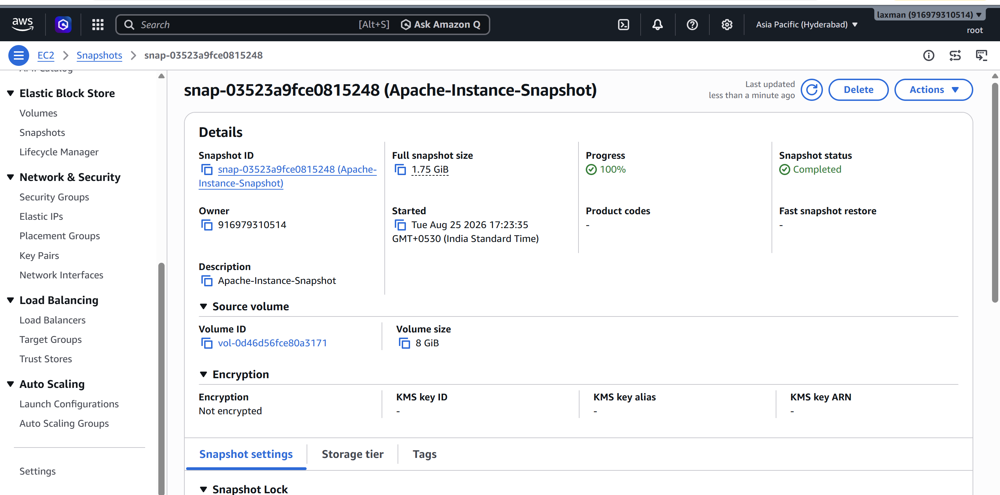 laxman (916979310514)
aws
Search
[Alt+S]
Ask Amazon Q
Asia Pacific (Hyderabad)
root
EC2
Snapshots
snap-03523a9fce0815248
Elastic Block Store
Volumes
Snapshots
Lifecycle Manager
Network & Security
Security Groups
Elastic IPs
Placement Groups
Key Pairs
Network Interfaces
Load Balancing
Load Balancers
Target Groups
Trust Stores
Auto Scaling
Launch Configurations
Auto Scaling Groups
Settings
snap-03523a9fce0815248 (Apache-Instance-Snapshot)
Last updated
less than a minute ago
Delete
Actions
Details
Snapshot ID
snap-03523a9fce0815248 (Apache-
Instance-Snapshot)
Full snapshot size
1.75 GiB
Progress
100%
Snapshot status
Completed
Owner
916979310514
Started
Tue Aug 25 2026 17:23:35
GMT+0530 (India Standard Time)
Product codes
-
Fast snapshot restore
-
Description
Apache-Instance-Snapshot
Source volume
Volume ID
vol-0d46d56fce80a3171
Volume size
8 GiB
Encryption
Encryption
Not encrypted
KMS key ID
-
KMS key alias
-
KMS key ARN
-
Snapshot settings
Storage tier
Tags
Snapshot Lock